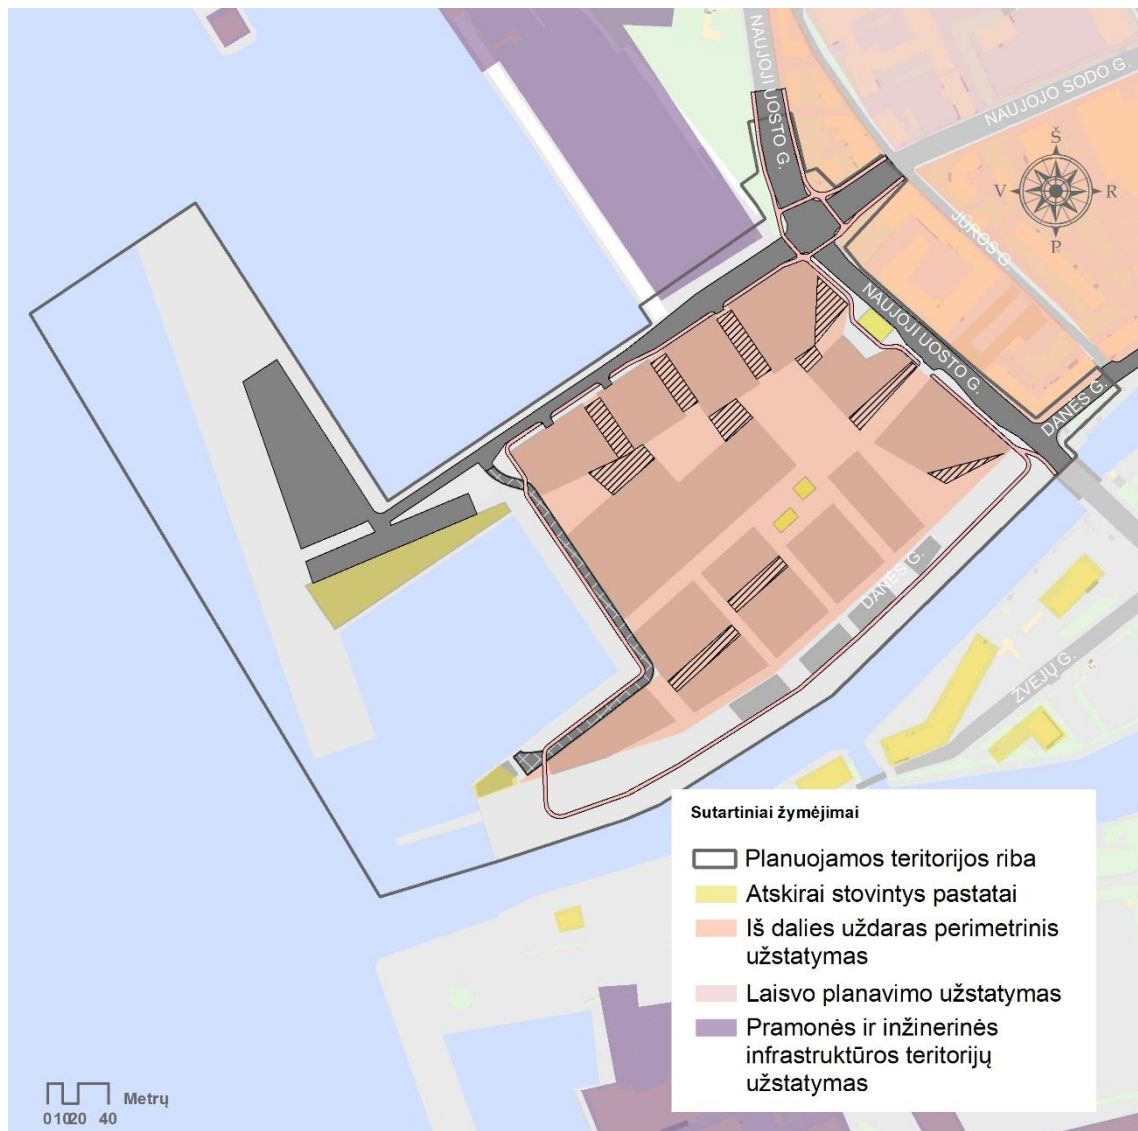 NAUJOJI UOSTO G.
NAUJOJO SODO G.
Š
V
R
P
JŪROS G.
NAUJOJI UOSTO G.
DANĖS G.
DANĖS G.
ŽVEJŲ G.
Sutartiniai žymėjimai
Planuojamos teritorijos riba
Atskirai stovintys pastatai
Iš dalies uždaras perimetrinis
užstatymas
Laisvo planavimo užstatymas
Pramonės ir inžinerinės
infrastruktūros teritorijų
užstatymas
Metrų
0 10 20 40